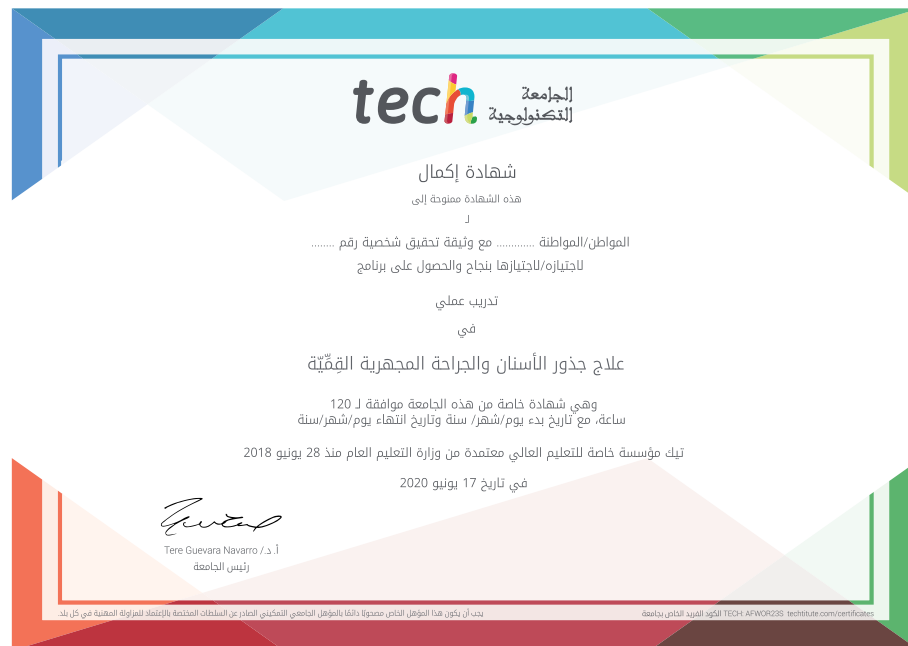 tech الجامعة
التكنولوجية
شهادة إكمال
هذه الشهادة ممنوحة إلى
لـ
المواطن/المواطنة ............ مع وثيقة تحقيق شخصية رقم ........
لاجتيازه/لاجتيازها بنجاح والحصول على برنامج
تدريب عملي
في
علاج جذور الأسنان والجراحة المجهرية القِمِّيّة
وهي شهادة خاصة من هذه الجامعة موافقة لـ 120
ساعة، مع تاريخ بدء يوم/شهر/ سنة وتاريخ انتهاء يوم/شهر/سنة
تيك مؤسسة خاصة للتعليم العالي معتمدة من وزارة التعليم العام منذ 28 يونيو 2018
في تاريخ 17 يونيو 2020
أ.د./ Tere Guevara Navarro
رئيس الجامعة
يجب أن يكون هذا المؤهل الخاص مصحوبًا دائمًا بالمؤهل الجامعي التمكيني الصادر عن السلطات المختصة بالإعتماد للمزاولة المهنية في كل بلد.
الكود الفريد الخاص بجامعة TECH: AFWOR23S techtitute.com/certificates